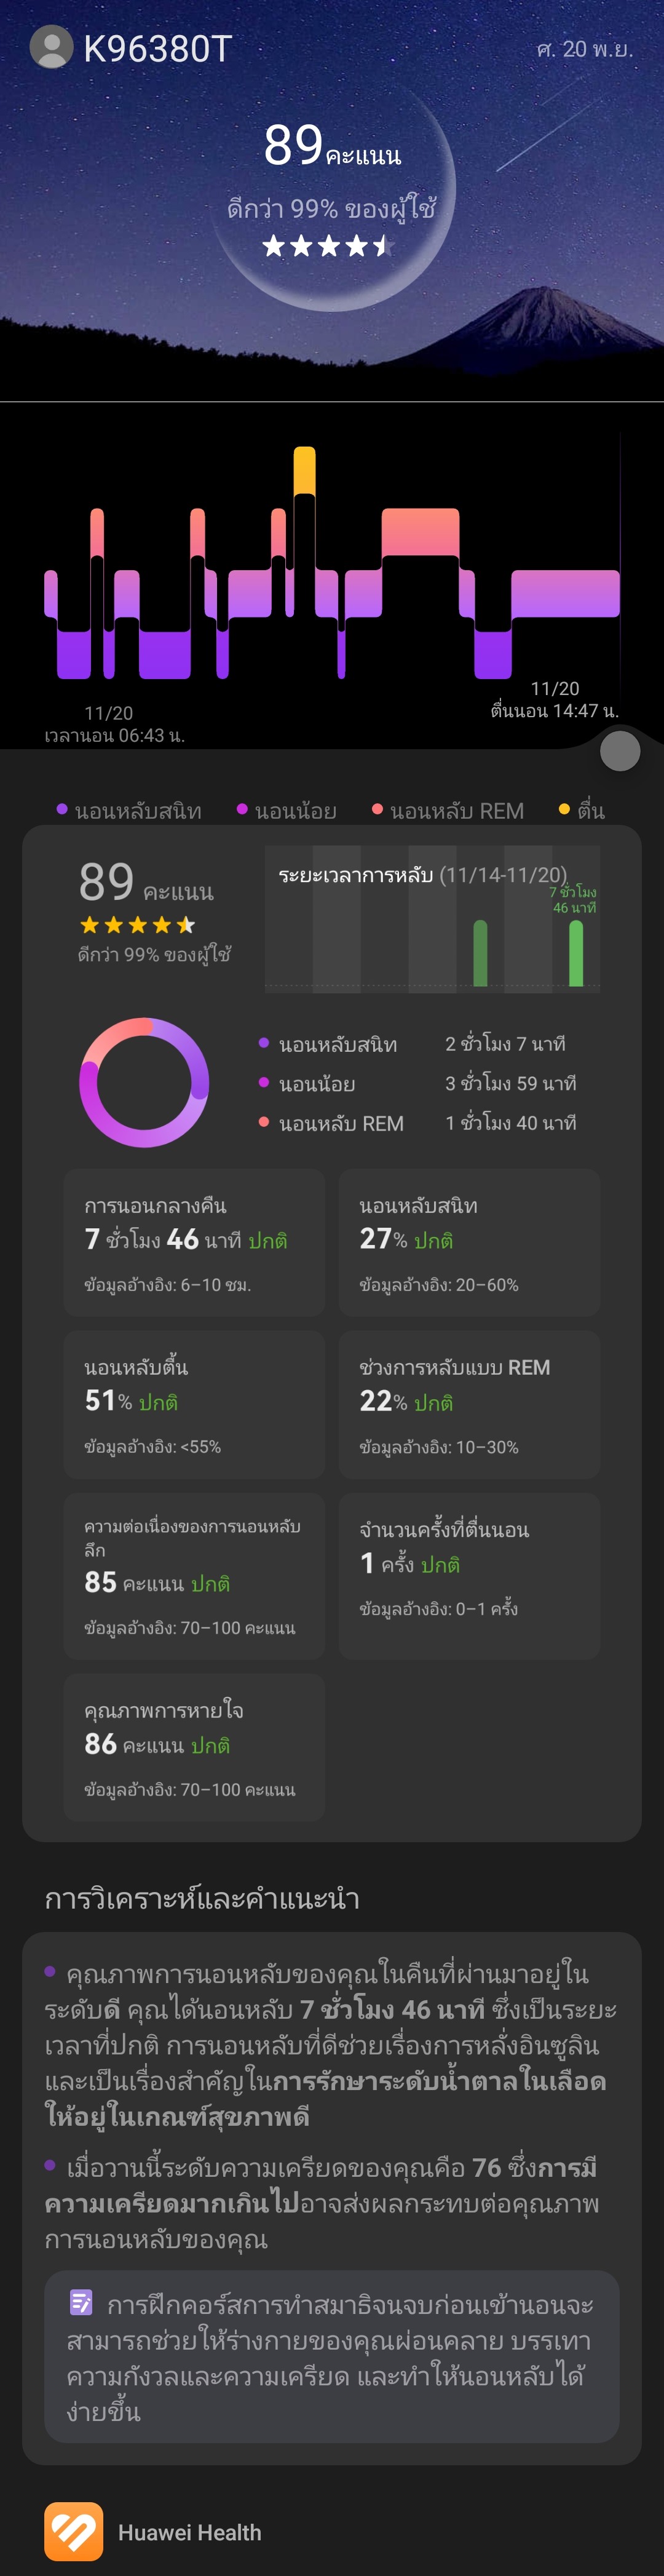 K96380T
ศ. 20 พ.ย.
89คะแนน
ดีกว่า 99% ของผู้ใช้
11/20
เวลานอน 06:43 น.
11/20
ตื่นนอน 14:47 น.
นอนหลับสนิท นอนน้อย นอนหลับ REM ตื่น
89 คะแนน
ดีกว่า 99% ของผู้ใช้
ระยะเวลาการหลับ (11/14-11/20)
7 ชั่วโมง
46 นาที
นอนหลับสนิท 2 ชั่วโมง 7 นาที
นอนน้อย 3 ชั่วโมง 59 นาที
นอนหลับ REM 1 ชั่วโมง 40 นาที
การนอนกลางคืน
7 ชั่วโมง 46 นาที ปกติ
ข้อมูลอ้างอิง: 6–10 ชม.
นอนหลับสนิท
27% ปกติ
ข้อมูลอ้างอิง: 20–60%
นอนหลับตื้น
51% ปกติ
ข้อมูลอ้างอิง: <55%
ช่วงการหลับแบบ REM
22% ปกติ
ข้อมูลอ้างอิง: 10–30%
ความต่อเนื่องของการนอนหลับ
ลึก
85 คะแนน ปกติ
ข้อมูลอ้างอิง: 70–100 คะแนน
จำนวนครั้งที่ตื่นนอน
1 ครั้ง ปกติ
ข้อมูลอ้างอิง: 0–1 ครั้ง
คุณภาพการหายใจ
86 คะแนน ปกติ
ข้อมูลอ้างอิง: 70–100 คะแนน
การวิเคราะห์และคำแนะนำ
คุณภาพการนอนหลับของคุณในคืนที่ผ่านมาอยู่ใน
ระดับดี คุณได้นอนหลับ 7 ชั่วโมง 46 นาที ซึ่งเป็นระยะ
เวลาที่ปกติ การนอนหลับที่ดีช่วยเรื่องการหลั่งอินซูลิน
และเป็นเรื่องสำคัญในการรักษาระดับน้ำตาลในเลือด
ให้อยู่ในเกณฑ์สุขภาพดี
เมื่อวานนี้ระดับความเครียดของคุณคือ 76 ซึ่งการมี
ความเครียดมากเกินไปอาจส่งผลกระทบต่อคุณภาพ
การนอนหลับของคุณ
การฝึกคอร์สการทำสมาธิจนจบก่อนเข้านอนจะ
สามารถช่วยให้ร่างกายของคุณผ่อนคลาย บรรเทา
ความกังวลและความเครียด และทำให้นอนหลับได้
ง่ายขึ้น
Huawei Health